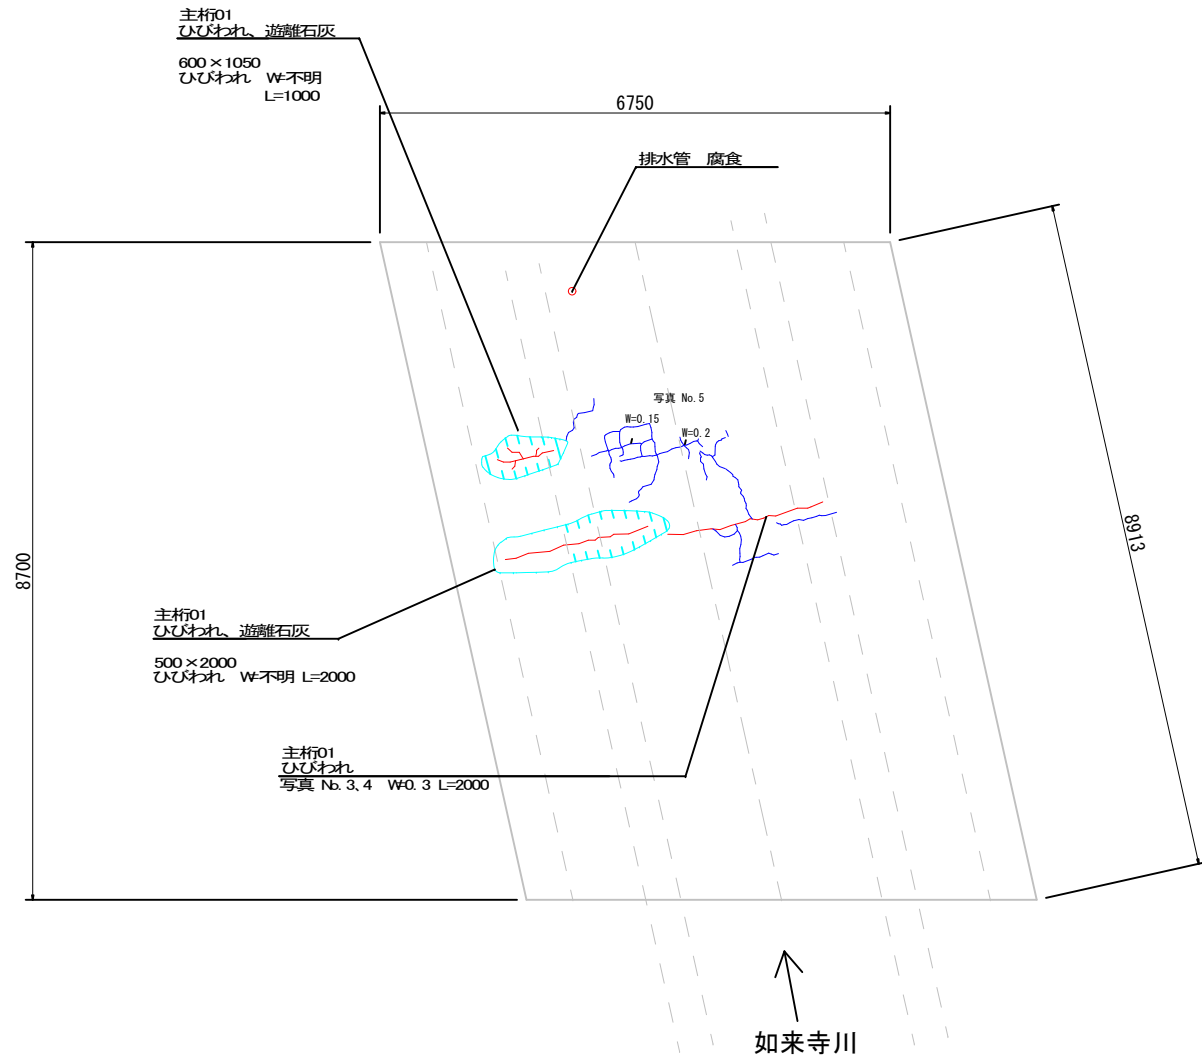 主桁01
ひびわれ、遊離石灰
600×1050
ひびわれ　W=不明
L=1000
6750
排水管　腐食
写真 No.5
W=0.15
W=0.2
8700
8913
主桁01
ひびわれ、遊離石灰
500×2000
ひびわれ　W=不明 L=2000
主桁01
ひびわれ
写真 No.3,4　W=0.3 L=2000
如来寺川